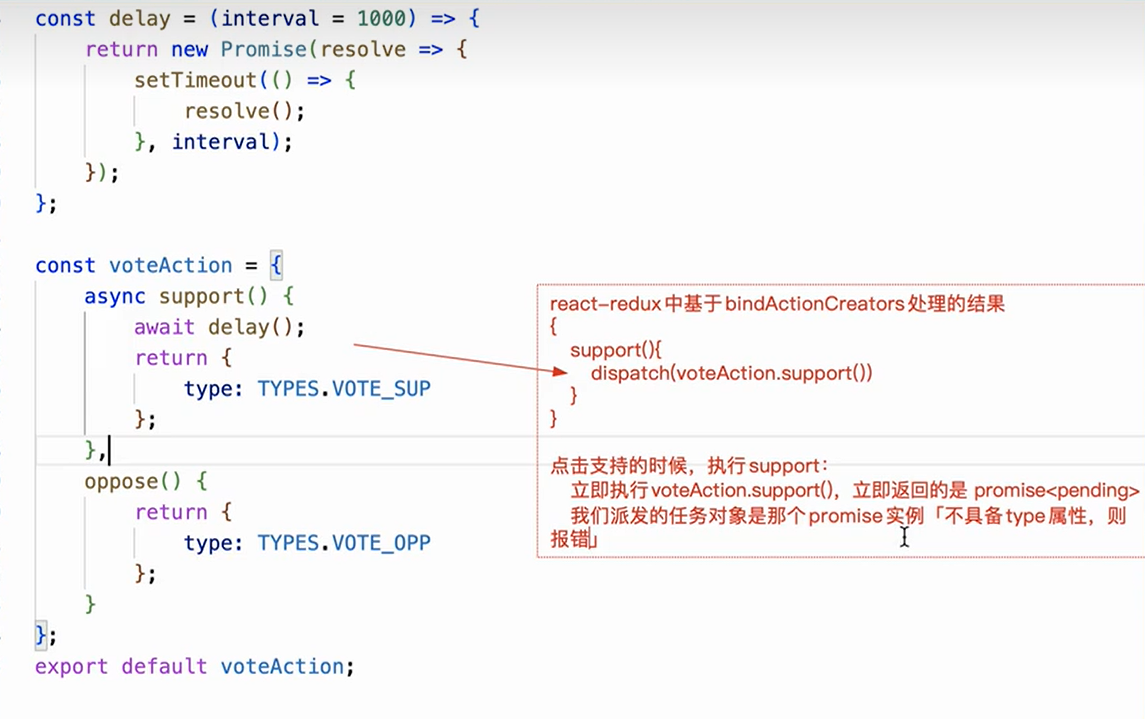 const delay = (interval = 1000) => {
return new Promise(resolve => {
setTimeout(() => {
resolve();
}, interval);
});
};
const voteAction = {
async support() {
await delay();
return {
type: TYPES.VOTE_SUP
};
},
oppose() {
return {
type: TYPES.VOTE_OPP
};
}
};
export default voteAction;
react-redux中基于bindActionCreators处理的结果
{
support(){
dispatch(voteAction.support())
}
}
点击支持的时候，执行support：
立即执行voteAction.support()，立即返回的是 promise<pending>
我们派发的任务对象是那个promise实例「不具备type属性，则
报错」